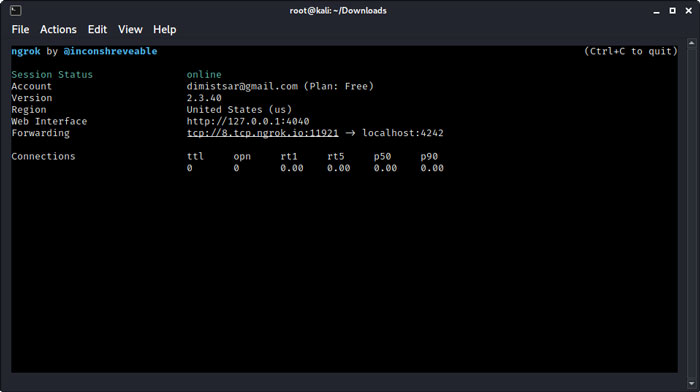 root@kali: ~/Downloads
File Actions Edit View Help
ngrok by @inconshreveable (Ctrl+C to quit)
Session Status online
Account dimistsar@gmail.com (Plan: Free)
Version 2.3.40
Region United States (us)
Web Interface http://127.0.0.1:4040
Forwarding tcp://8.tcp.ngrok.io:11921 -> localhost:4242
Connections ttl opn rt1 rt5 p50 p90
0 0 0.00 0.00 0.00 0.00